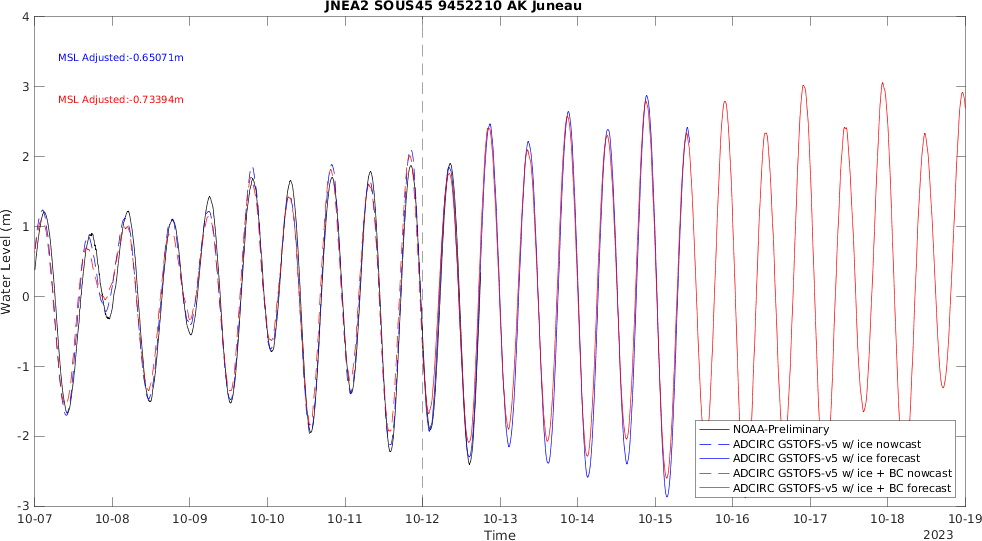 JNEA2 SOUS45 9452210 AK Juneau
MSL Adjusted:-0.65071m
MSL Adjusted:-0.73394m
Water Level (m)
4
3
2
1
0
-1
-2
-3
NOAA-Preliminary
ADCIRC GSTOFS-v5 w/ ice nowcast
ADCIRC GSTOFS-v5 w/ ice forecast
ADCIRC GSTOFS-v5 w/ ice + BC nowcast
ADCIRC GSTOFS-v5 w/ ice + BC forecast
10-07 10-08 10-09 10-10 10-11 10-12 10-13 10-14 10-15 10-16 10-17 10-18 10-19
Time
2023